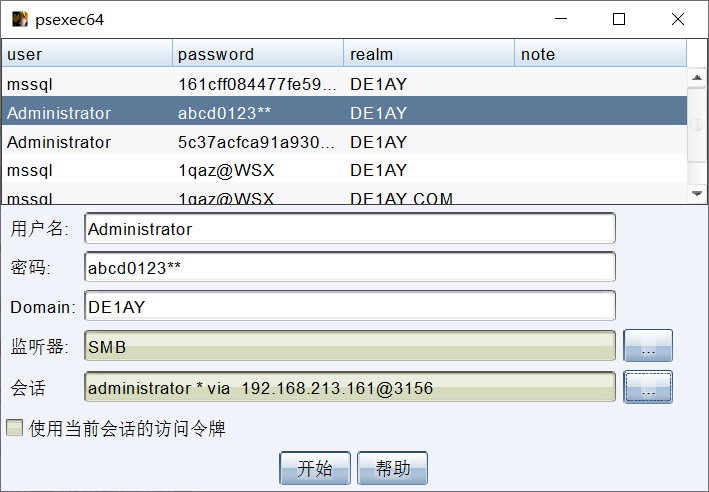 psexec64
user password realm note
mssql 161cff084477fe59... DE1AY
Administrator abcd0123** DE1AY
Administrator 5c37acfca91a930... DE1AY
mssql 1qaz@WSX DE1AY
mssql 1qaz@WSX DE1AY.COM
用户名: Administrator
密码: abcd0123**
Domain: DE1AY
监听器: SMB ...
会话 administrator * via 192.168.213.161@3156 ...
使用当前会话的访问令牌
开始 帮助